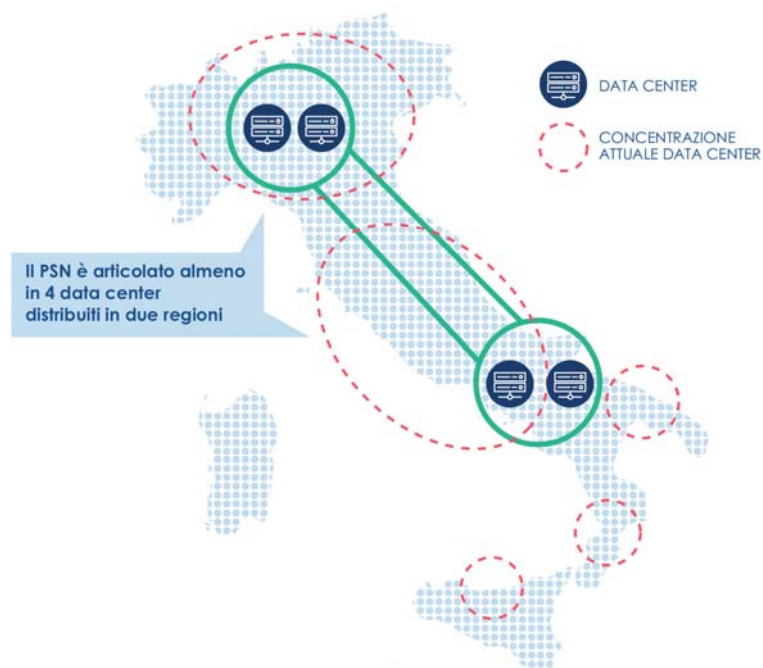 DATA CENTER
CONCENTRAZIONE
ATTUALE DATA CENTER
Il PSN è articolato almeno
in 4 data center
distribuiti in due regioni